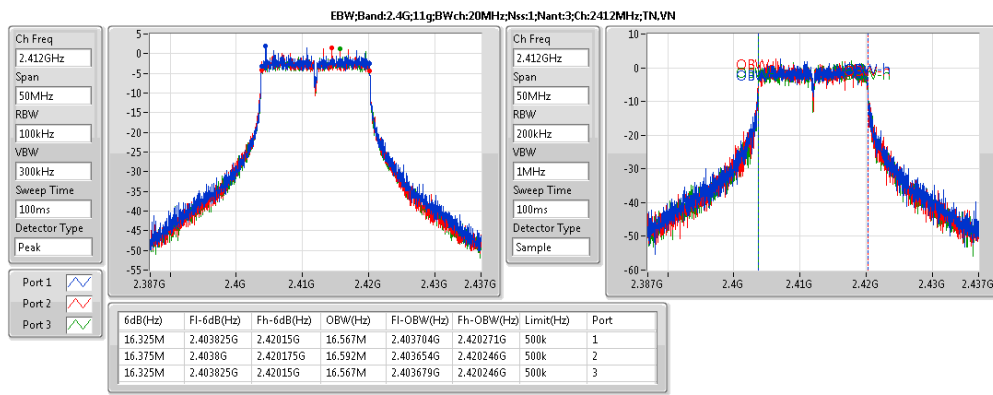 EBW;Band:2.4G;11g;BWch:20MHz;Nss:1;Nant:3;Ch:2412MHz;TN,VN
Ch Freq
2.412GHz
Span
50MHz
RBW
100kHz
VBW
300kHz
Sweep Time
100ms
Detector Type
Peak
5
0
-5
-10
-15
-20
-25
-30
-35
-40
-45
-50
-55
2.387G 2.4G 2.41G 2.42G 2.437G
Ch Freq
2.412GHz
Span
50MHz
RBW
200kHz
VBW
1MHz
Sweep Time
100ms
Detector Type
Sample
10
0
-10
-20
-30
-40
-50
-60
2.387G 2.4G 2.41G 2.42G 2.437G
Port 1
Port 2
Port 3
6dB(Hz) Fl-6dB(Hz) Fh-6dB(Hz) OBW(Hz) Fl-OBW(Hz) Fh-OBW(Hz) Limit(Hz) Port
16.325M 2.403825G 2.42015G 16.567M 2.403704G 2.420271G 500k 1
16.375M 2.4038G 2.420175G 16.592M 2.403654G 2.420246G 500k 2
16.325M 2.403825G 2.42015G 16.567M 2.403679G 2.420246G 500k 3